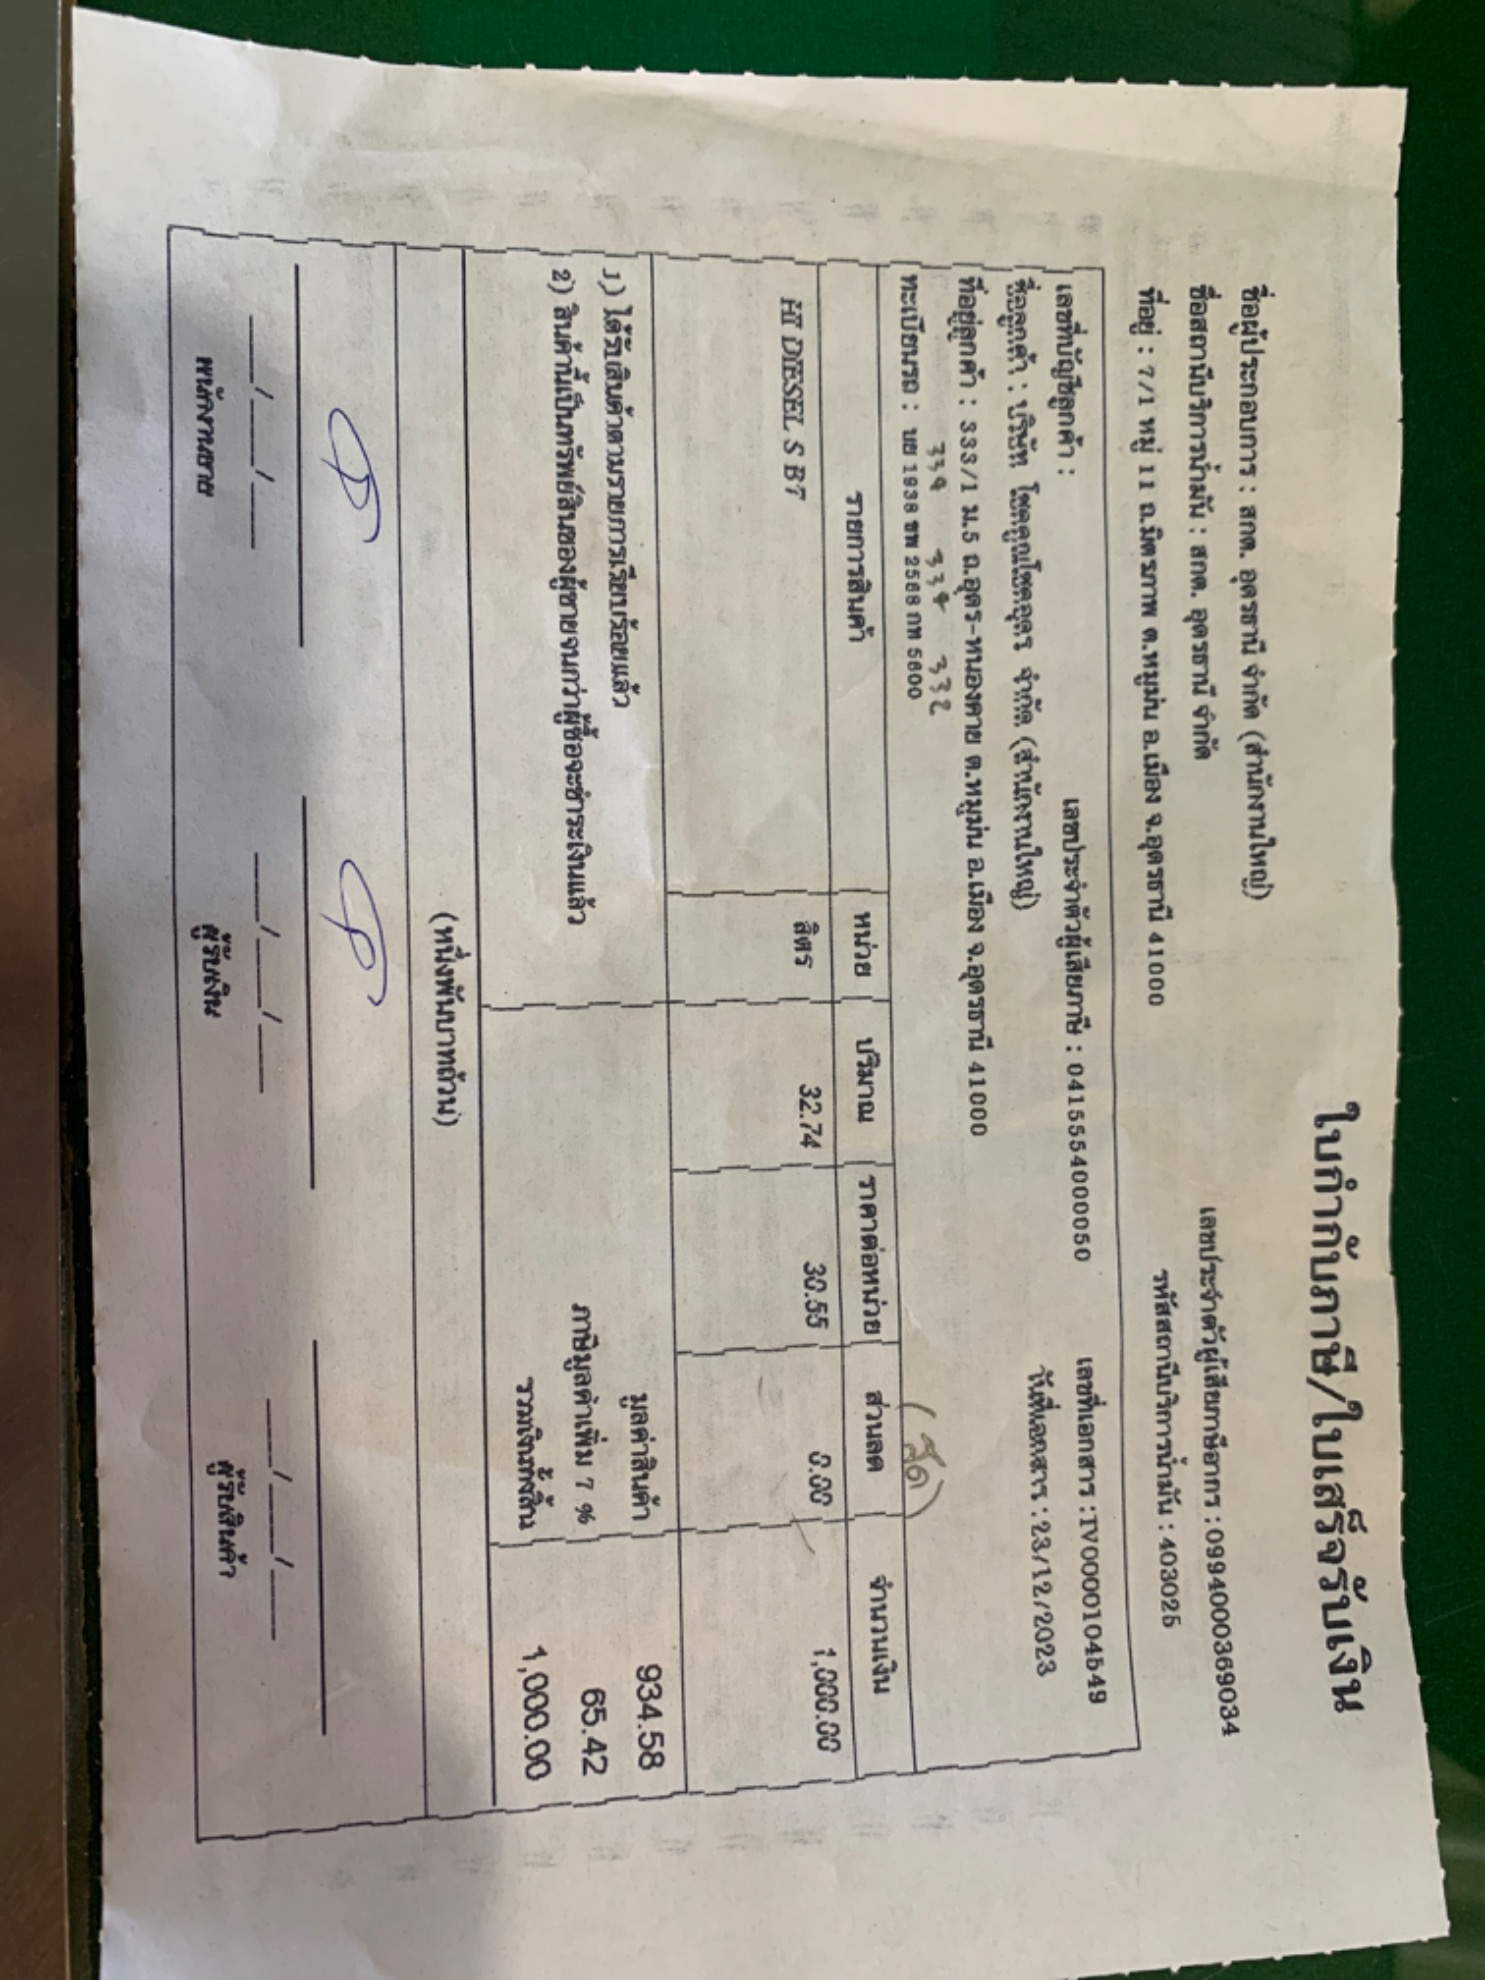 ใบกำกับภาษี/ใบเสร็จรับเงิน
ชื่อผู้ประกอบการ : สกต. อุดรธานี จำกัด (สำนักงานใหญ่) เลขประจำตัวผู้เสียภาษีอากร : 0994000369034
ชื่อสถานีบริการน้ำมัน : สกต. อุดรธานี จำกัด รหัสสถานีบริการน้ำมัน : 403025
ที่อยู่ : 7/1 หมู่ 11 ถ.มิตรภาพ ต.หมูม่น อ.เมือง จ.อุดรธานี 41000
เลขที่บัญชีลูกค้า : เลขประจำตัวผู้เสียภาษี : 0415554000050 เลขที่เอกสาร : IV0000104549
ชื่อลูกค้า : บริษัท โชคคูณโชคอุดร จำกัด (สำนักงานใหญ่) วันที่เอกสาร : 23/12/2023
ที่อยู่ลูกค้า : 333/1 ม.5 ถ.อุดร-หนองคาย ต.หมูม่น อ.เมือง จ.อุดรธานี 41000
339 334 332
ทะเบียนรถ : บย 1938 ชพ 2568 กท 5600 (สด)
รายการสินค้า หน่วย ปริมาณ ราคาต่อหน่วย ส่วนลด จำนวนเงิน
HI DIESEL S B7 ลิตร 32.74 30.55 0.00 1,000.00
1) ได้รับสินค้าตามรายการเรียบร้อยแล้ว มูลค่าสินค้า 934.58
2) สินค้านี้เป็นทรัพย์สินของผู้ขายจนกว่าผู้ซื้อจะชำระเงินแล้ว ภาษีมูลค่าเพิ่ม 7 % 65.42
รวมเงินทั้งสิ้น 1,000.00
(หนึ่งพันบาทถ้วน)
__/__/__ __/__/__ __/__/__
พนักงานขาย ผู้รับเงิน ผู้รับสินค้า